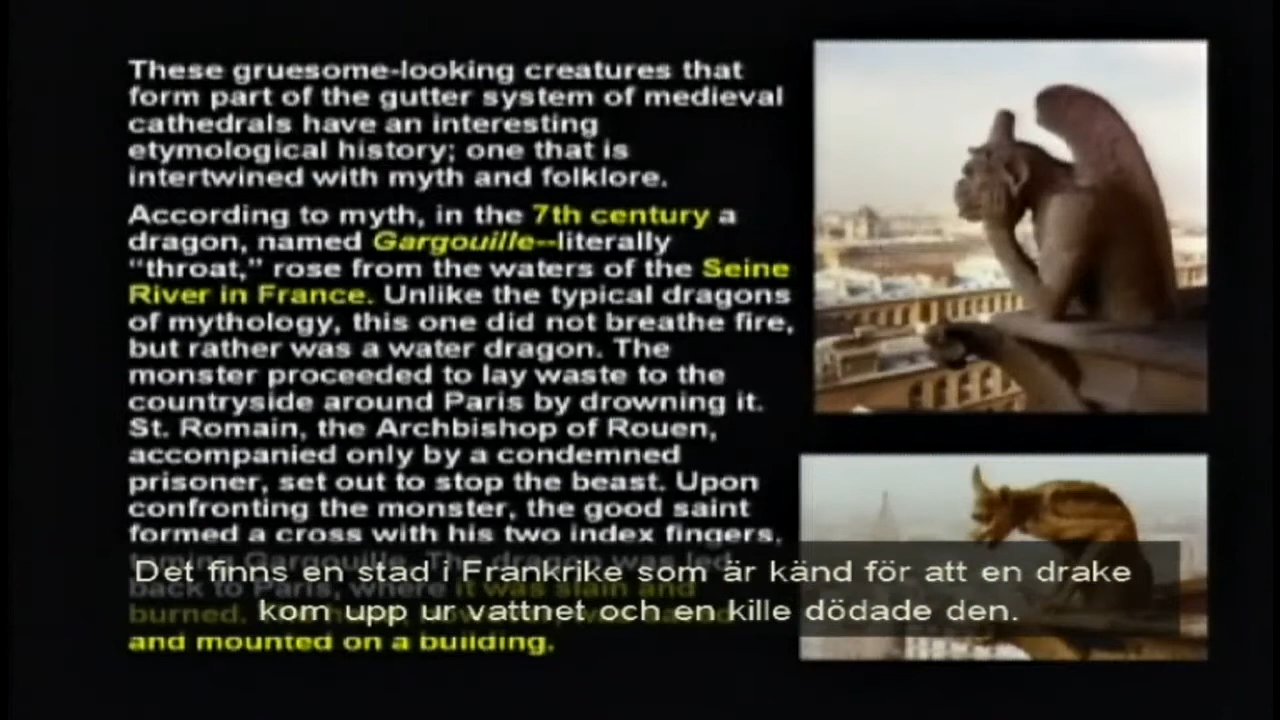 These gruesome-looking creatures that
form part of the gutter system of medieval
cathedrals have an interesting
etymological history; one that is
intertwined with myth and folklore.
According to myth, in the 7th century a
dragon, named Gargouille--literally
“throat,” rose from the waters of the Seine
River in France. Unlike the typical dragons
of mythology, this one did not breathe fire,
but rather was a water dragon. The
monster proceeded to lay waste to the
countryside around Paris by drowning it.
St. Romain, the Archbishop of Rouen,
accompanied only by a condemned
prisoner, set out to stop the beast. Upon
confronting the monster, the good saint
formed a cross with his two index fingers,
taming Gargouille. The dragon was led
back to Paris, where it was slain and
burned.
and mounted on a building.
Det finns en stad i Frankrike som är känd för att en drake
kom upp ur vattnet och en kille dödade den.